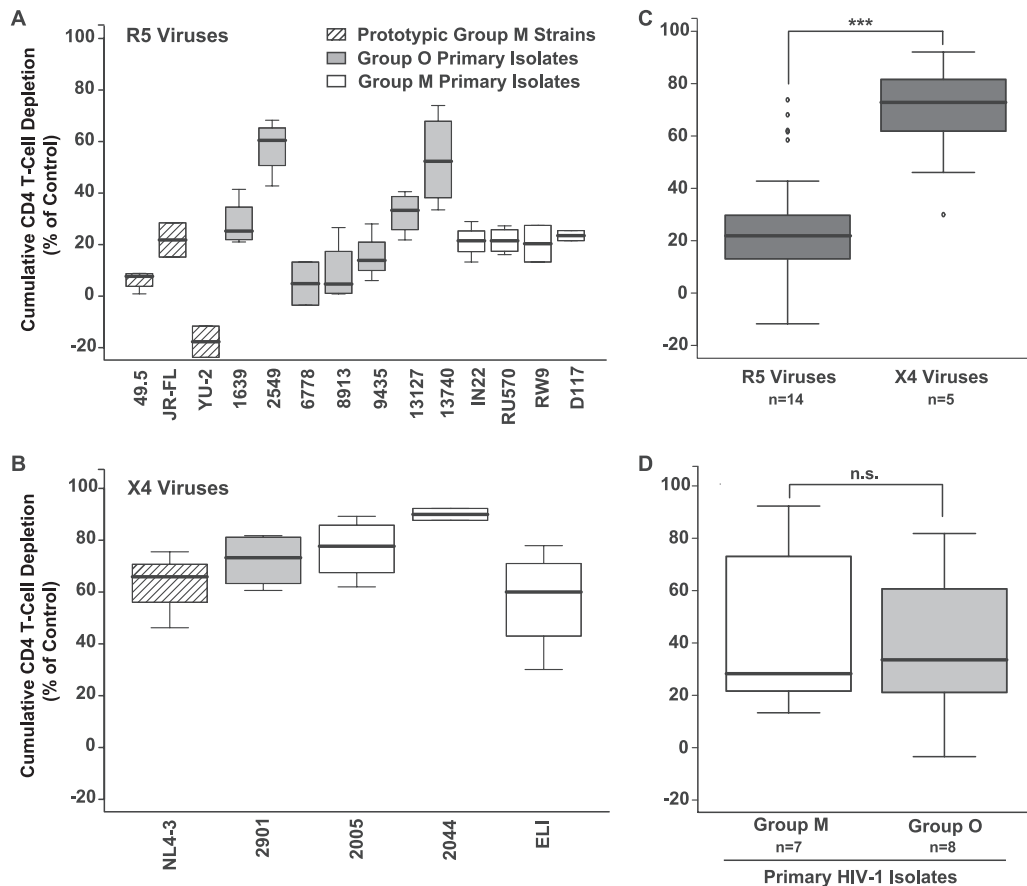 A
R5 Viruses
Prototypic Group M Strains
Group O Primary Isolates
Group M Primary Isolates
Cumulative CD4 T-Cell Depletion
(% of Control)
100
80
60
40
20
0
-20
49.5
JR-FL
YU-2
1639
2549
6778
8913
9435
13127
13740
IN22
RU570
RW9
D117
C
***
100
80
60
40
20
0
-20
R5 Viruses
n=14
X4 Viruses
n=5
B
X4 Viruses
Cumulative CD4 T-Cell Depletion
(% of Control)
100
80
60
40
20
0
-20
NL4-3
2901
2005
2044
ELI
D
n.s.
100
80
60
40
20
0
-20
Group M
n=7
Group O
n=8
Primary HIV-1 Isolates